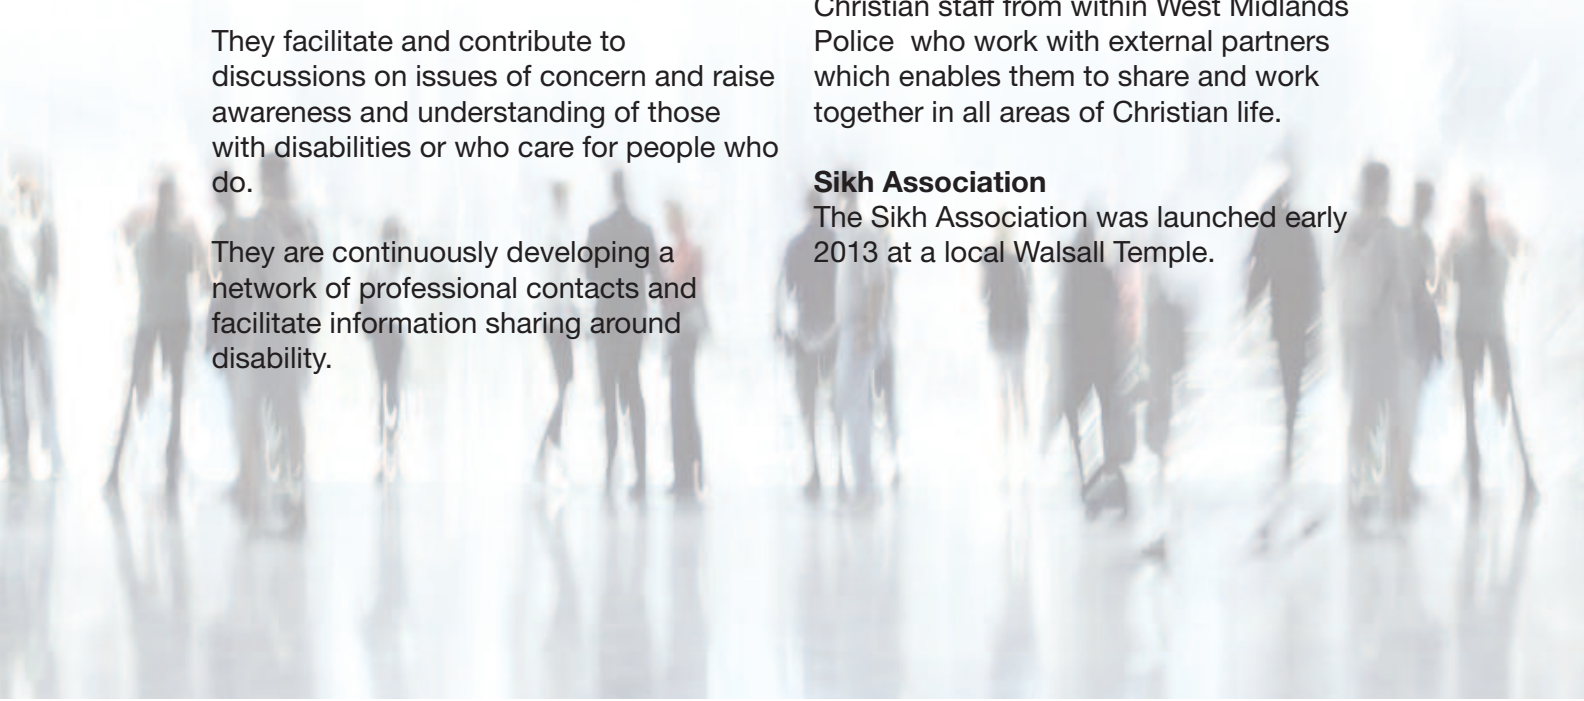 They facilitate and contribute to
discussions on issues of concern and raise
awareness and understanding of those
with disabilities or who care for people who
do.
They are continuously developing a
network of professional contacts and
facilitate information sharing around
disability.
Christian staff from within West Midlands
Police  who work with external partners
which enables them to share and work
together in all areas of Christian life.
Sikh Association
The Sikh Association was launched early
2013 at a local Walsall Temple.